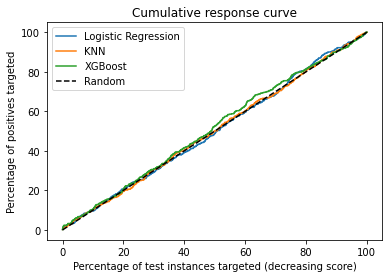 Cumulative response curve
Percentage of positives targeted
100
80
60
40
20
0
Logistic Regression
KNN
XGBoost
Random
0 20 40 60 80 100
Percentage of test instances targeted (decreasing score)